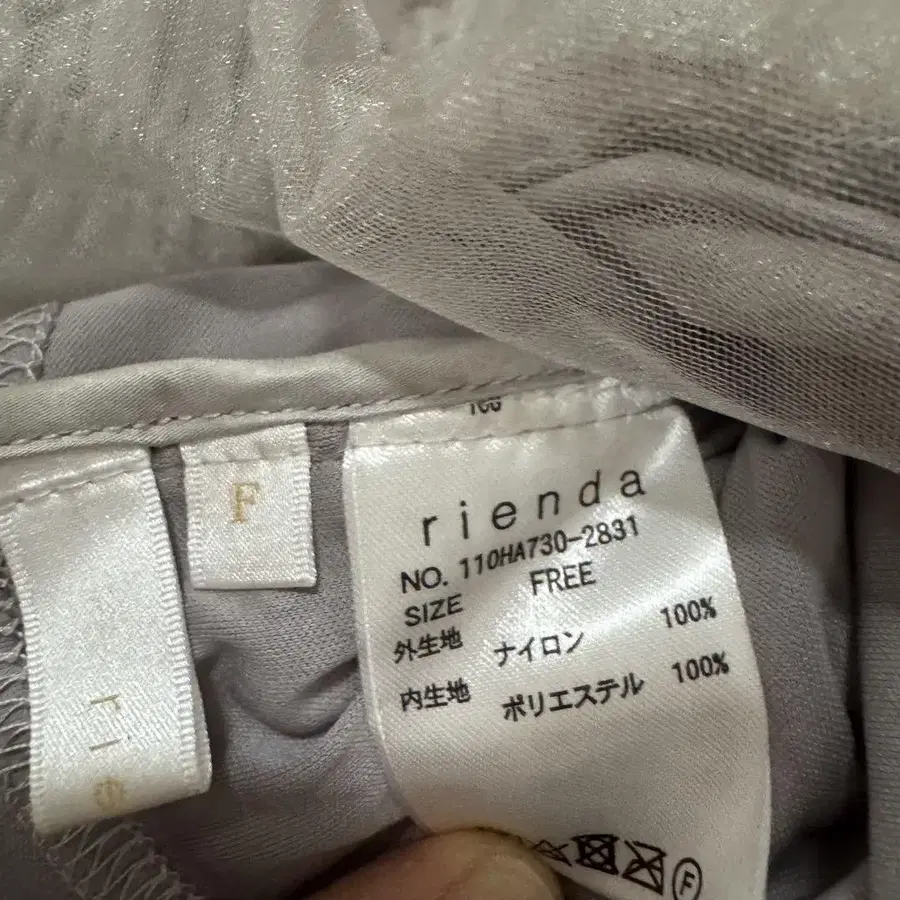 F
rie
rienda
NO. 110HA730-2831
SIZE FREE
外生地 ナイロン 100%
内生地 ポリエステル 100%
F